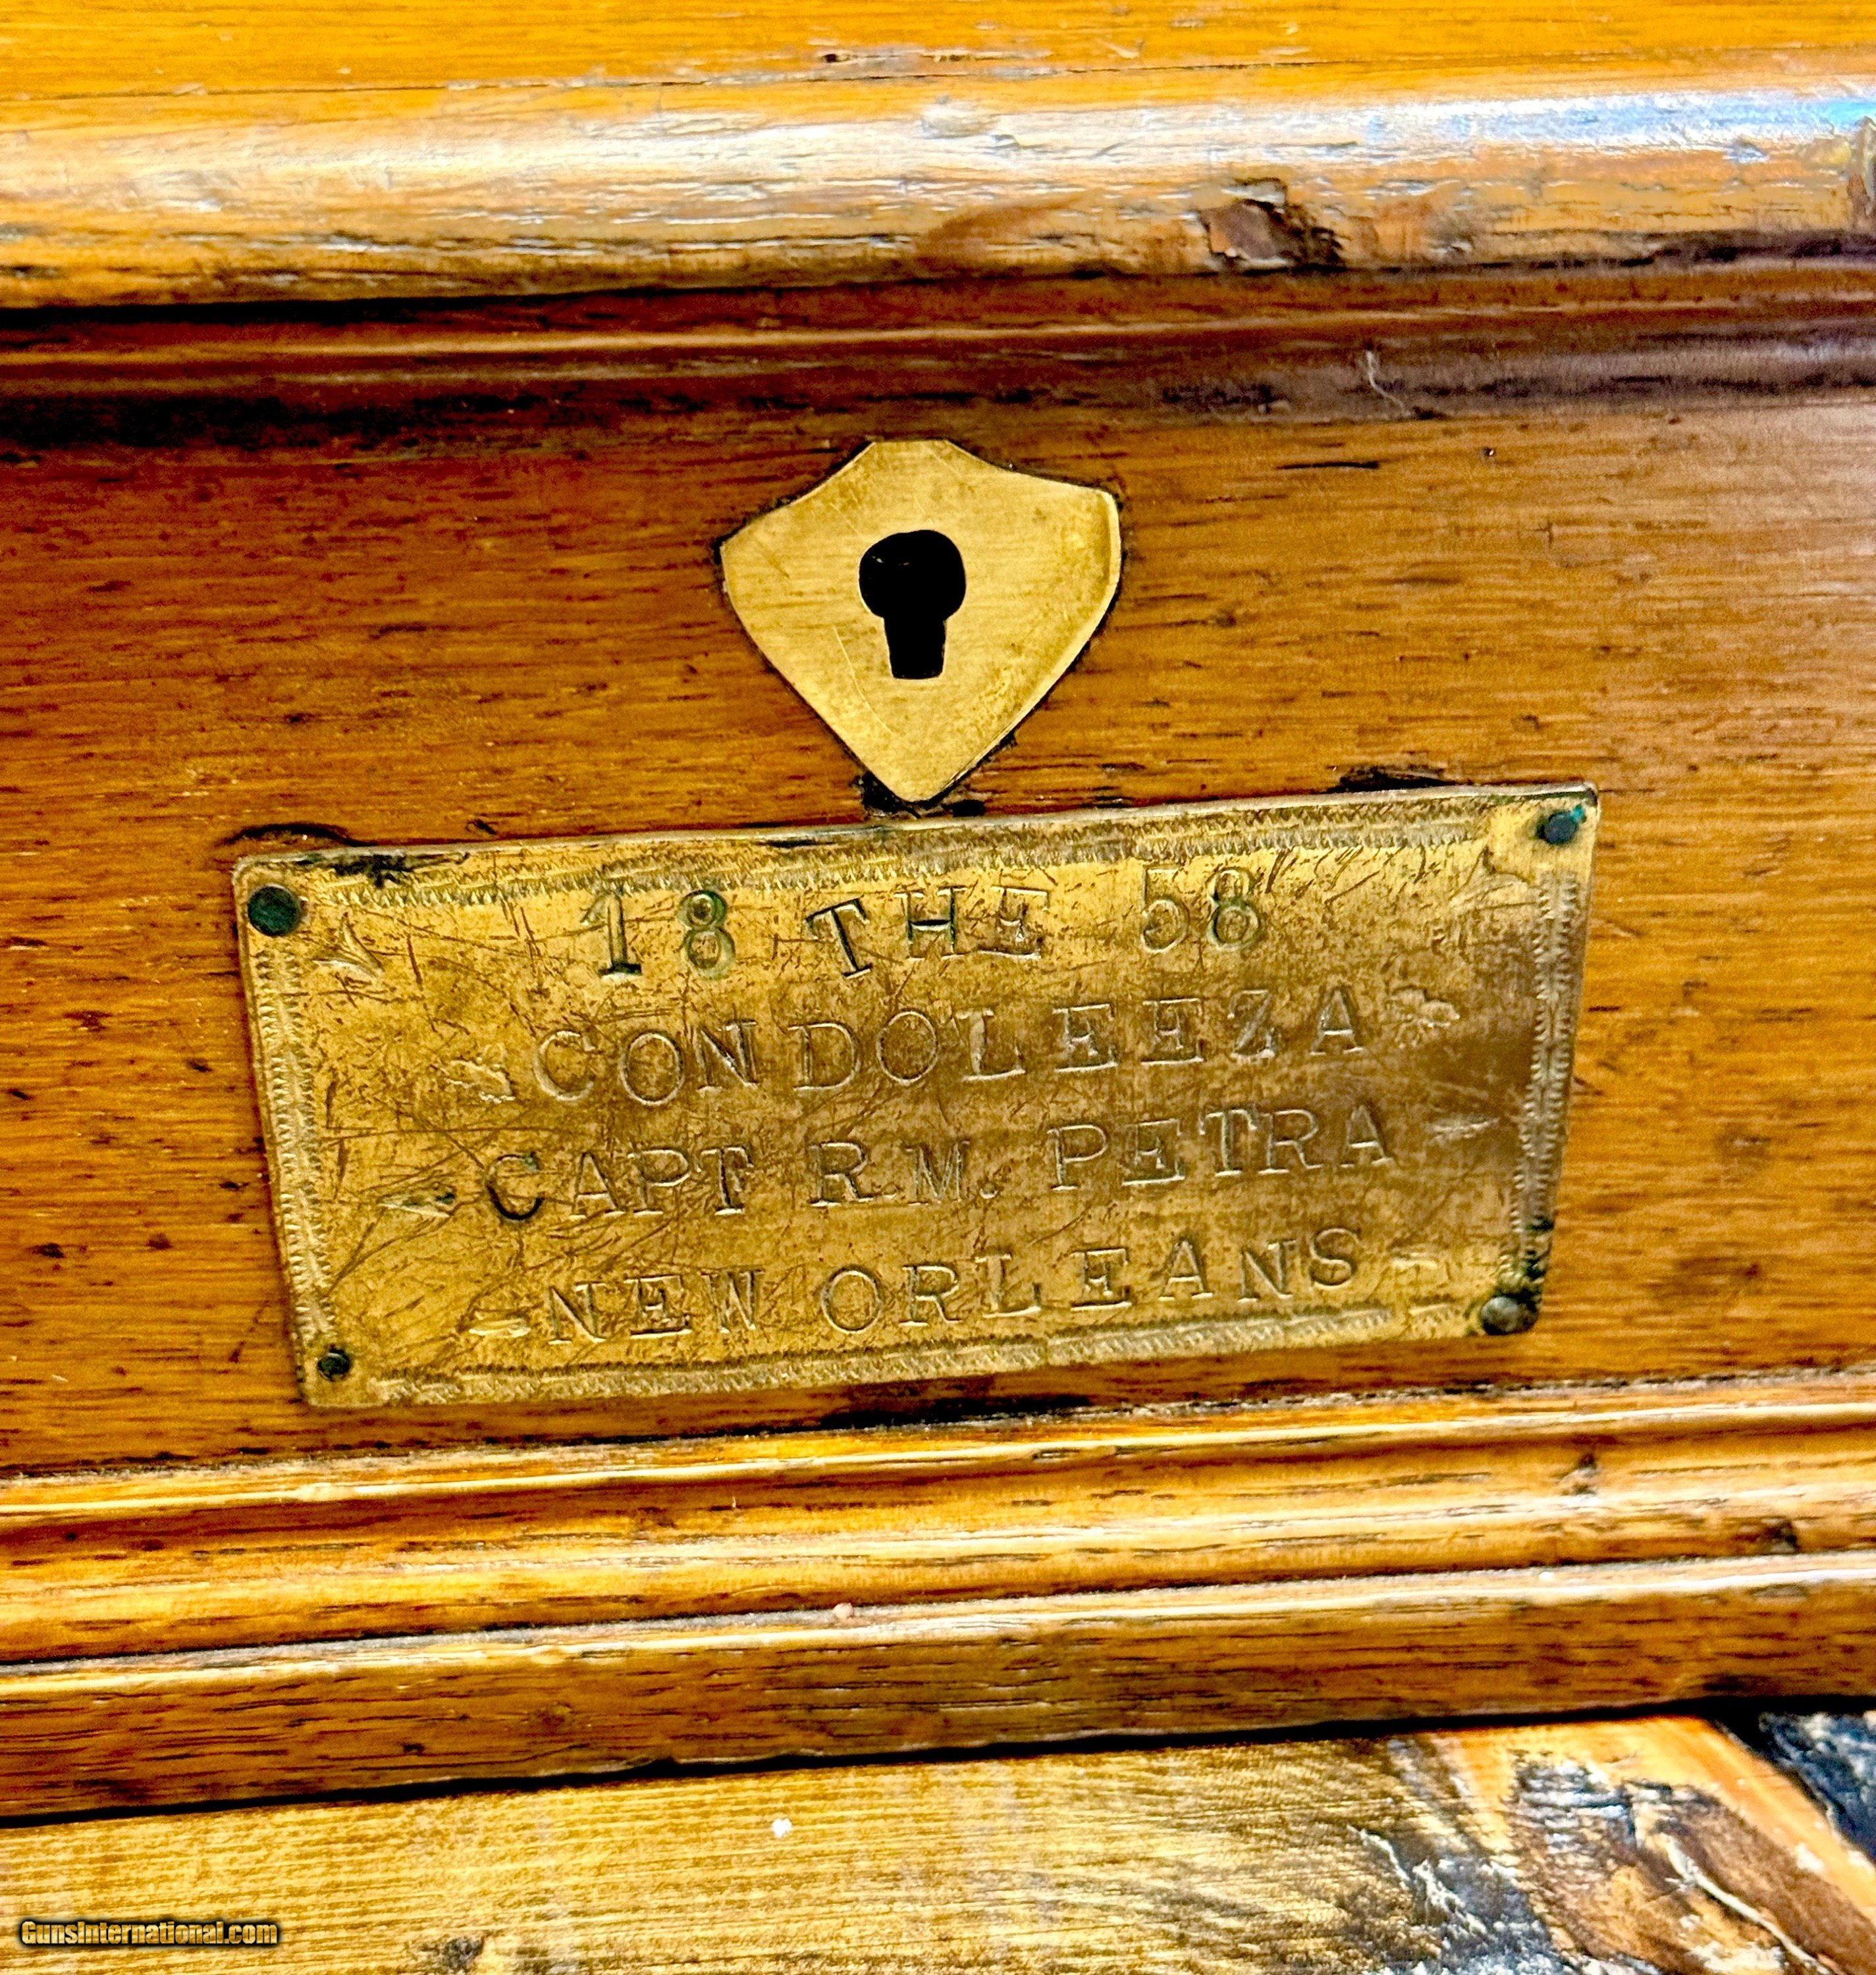 18 THE 58
CONDOLEEZA
CAPT R.M. PETRA
NEW ORLEANS
GunsInternational.com